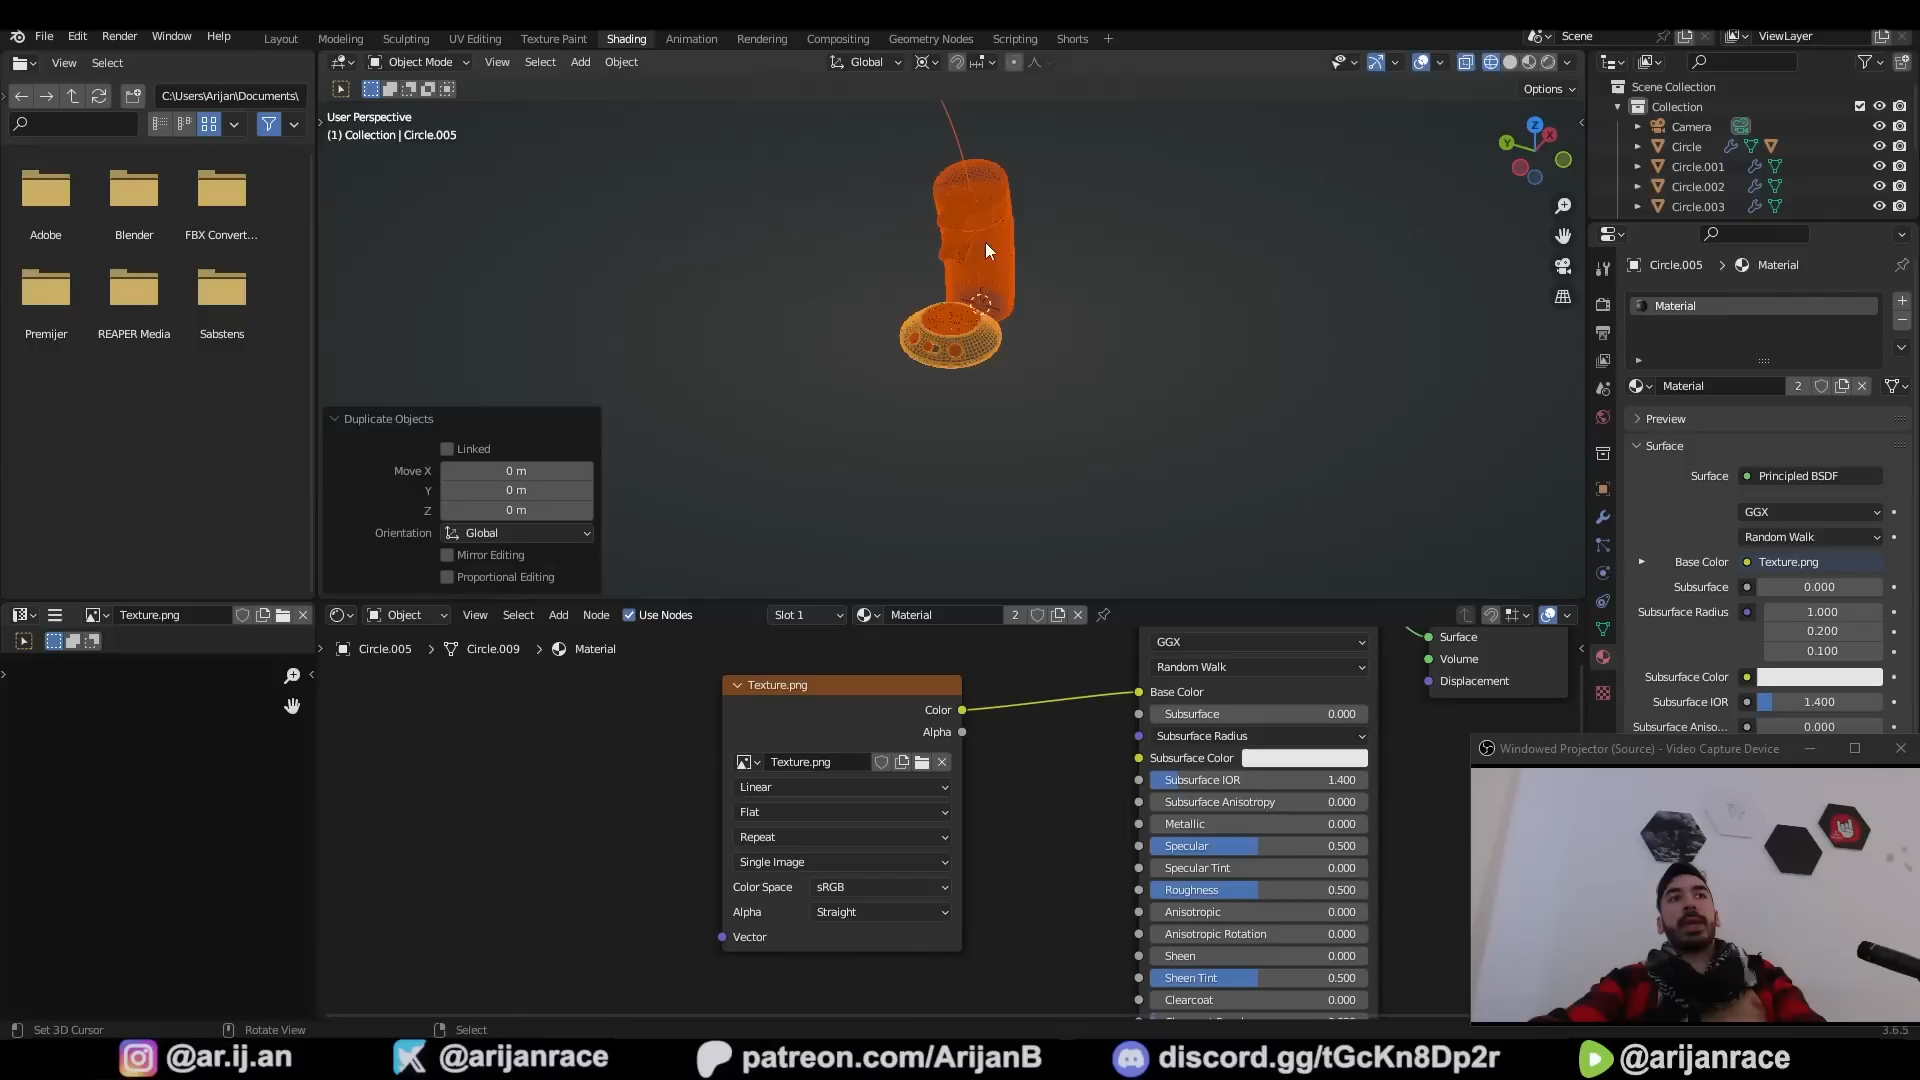 File Edit Render Window Help Layout Modeling Sculpting UV Editing Texture Paint Shading Animation Rendering Compositing Geometry Nodes Scripting Shorts + Scene ViewLayer
View Select Object Mode View Select Add Object Global
C:\Users\Arijan\Documents\ Options
User Perspective
(1) Collection | Circle.005
Adobe Blender FBX Convert...
Premijer REAPER Media Sabstens
Z
X
Y
Scene Collection
Collection
Camera
Circle
Circle.001
Circle.002
Circle.003
Circle.005 > Material
Material
Material 2
Preview
Surface
Surface Principled BSDF
GGX
Random Walk
Base Color Texture.png
Subsurface 0.000
Subsurface Radius 1.000
0.200
0.100
Subsurface Color
Subsurface IOR 1.400
Subsurface Aniso... 0.000
Duplicate Objects
Linked
Move X 0 m
Y 0 m
Z 0 m
Orientation Global
Mirror Editing
Proportional Editing
Texture.png
Object View Select Add Node Use Nodes Slot 1 Material 2
Circle.005 > Circle.009 > Material
Texture.png
Color
Alpha
Texture.png
Linear
Flat
Repeat
Single Image
Color Space sRGB
Alpha Straight
Vector
GGX
Random Walk
Base Color
Subsurface 0.000
Subsurface Radius
Subsurface Color
Subsurface IOR 1.400
Subsurface Anisotropy 0.000
Metallic 0.000
Specular 0.500
Specular Tint 0.000
Roughness 0.500
Anisotropic 0.000
Anisotropic Rotation 0.000
Sheen 0.000
Sheen Tint 0.500
Clearcoat 0.000
Surface
Volume
Displacement
Windowed Projector (Source) - Video Capture Device
Set 3D Cursor Rotate View Select 3.6.5
@ar.ij.an @arijanrace patreon.com/ArijanB discord.gg/tGcKn8Dp2r @arijanrace